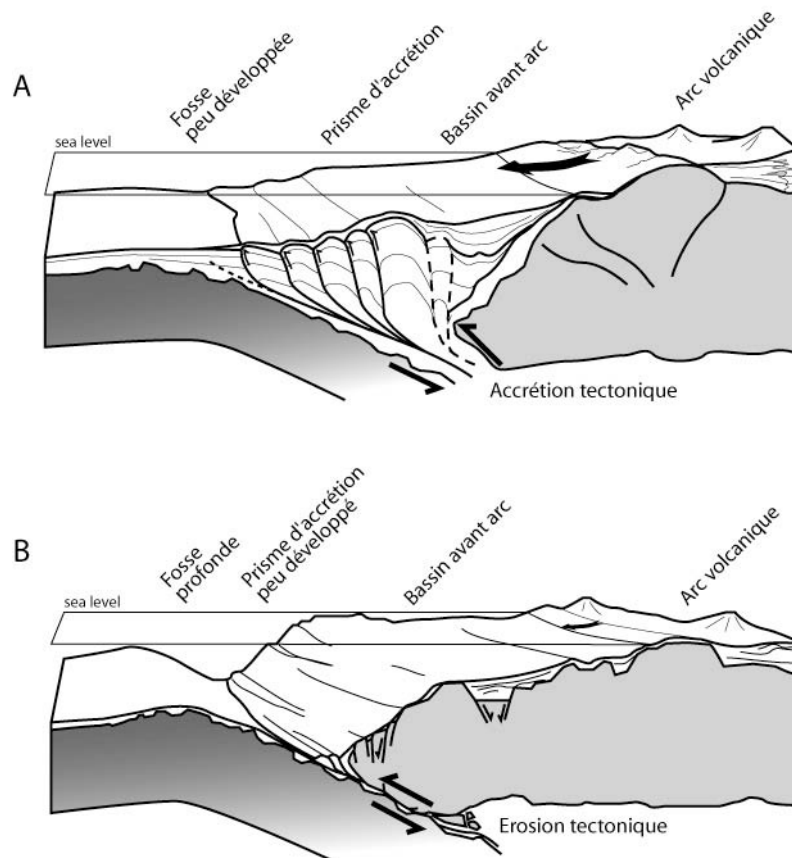 A
Fosse
peu développée
Prisme d'accrétion
Bassin avant arc
Arc volcanique
sea level
Accrétion tectonique
B
Fosse
profonde
Prisme d'accrétion
peu développé
Bassin avant arc
Arc volcanique
sea level
Erosion tectonique